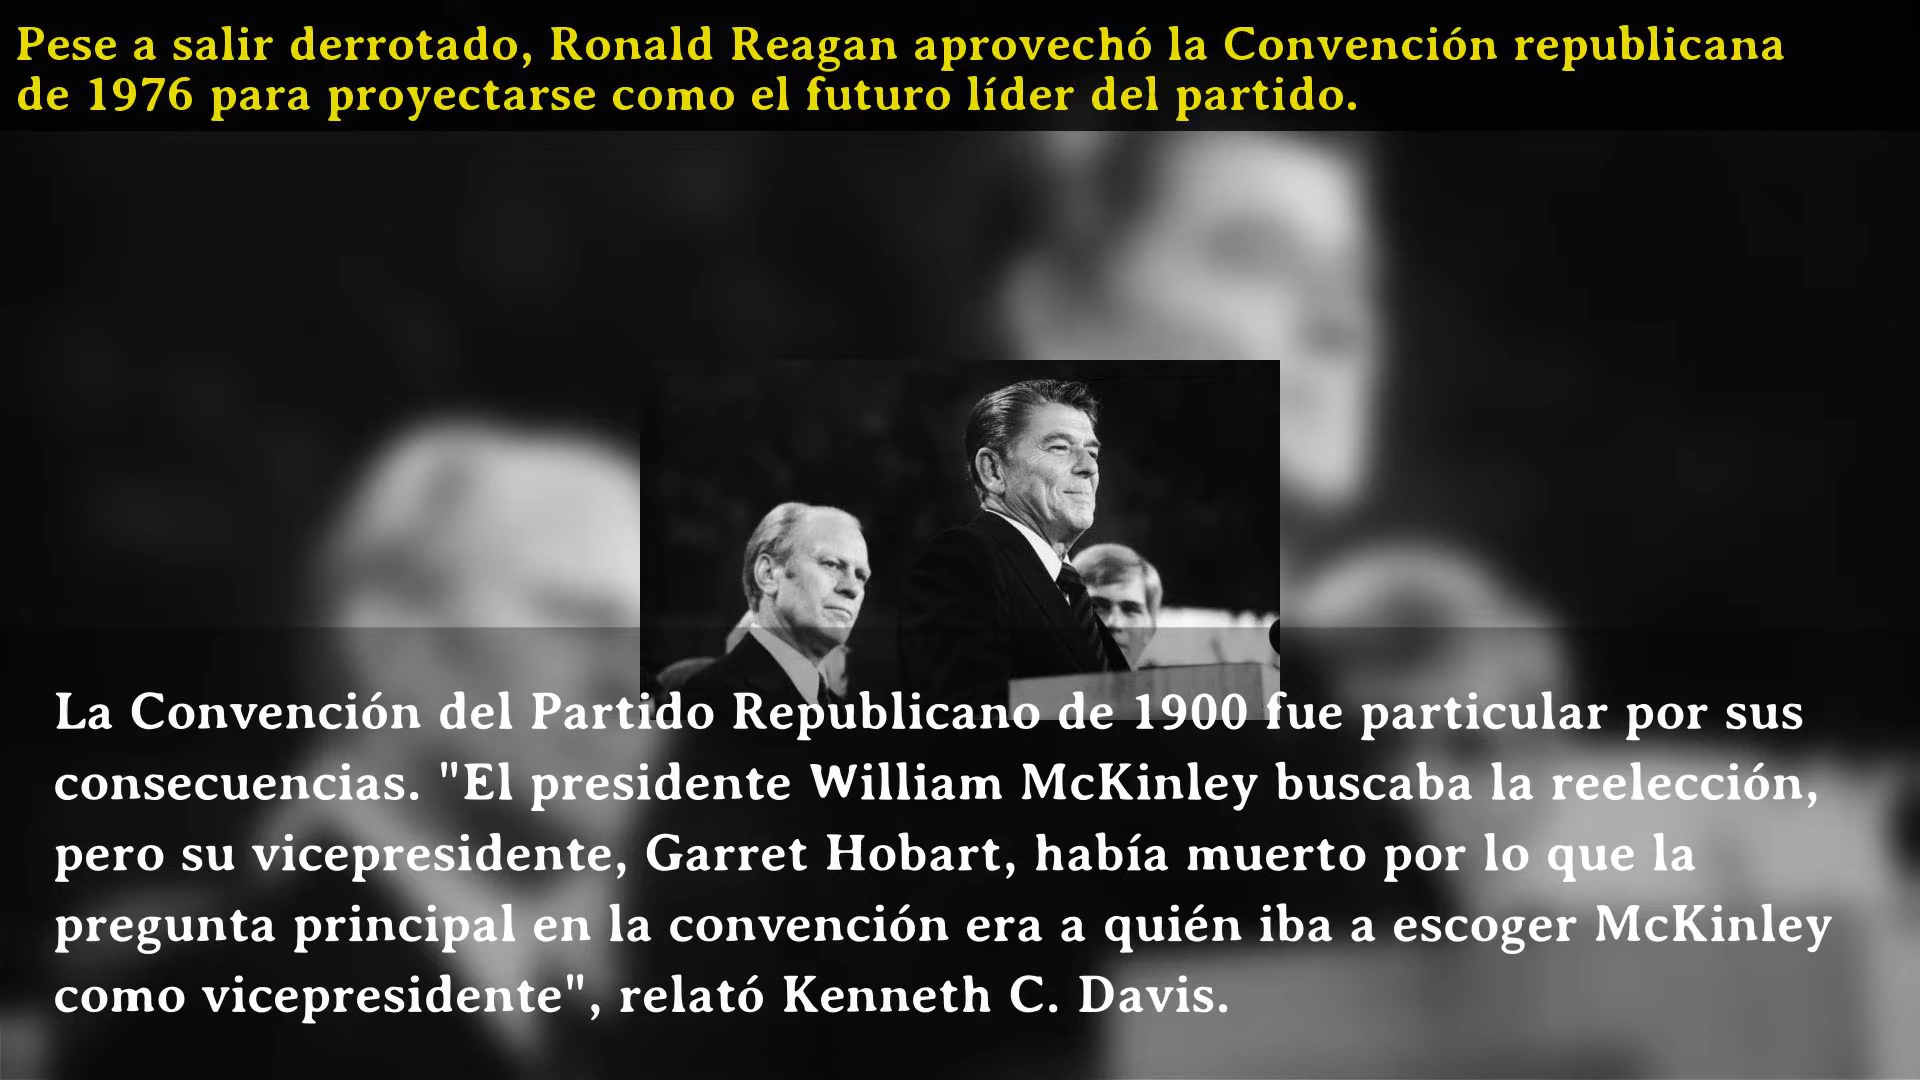 Pese a salir derrotado, Ronald Reagan aprovechó la Convención republicana
de 1976 para proyectarse como el futuro líder del partido.
La Convención del Partido Republicano de 1900 fue particular por sus
consecuencias. "El presidente William McKinley buscaba la reelección,
pero su vicepresidente, Garret Hobart, había muerto por lo que la
pregunta principal en la convención era a quién iba a escoger McKinley
como vicepresidente", relató Kenneth C. Davis.